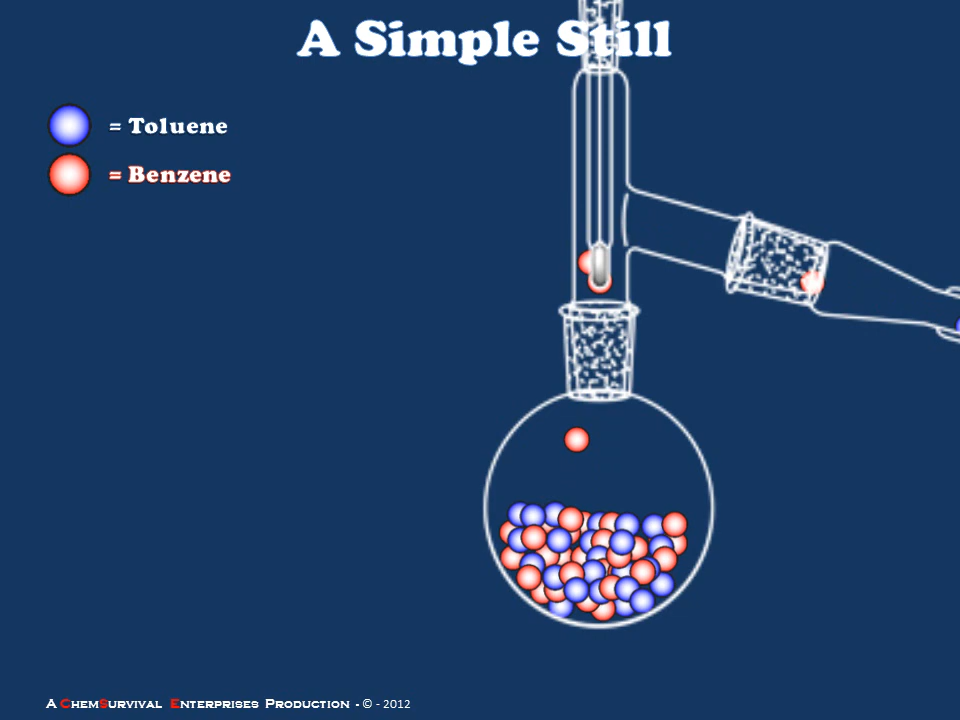 A Simple Still
= Toluene
= Benzene
A ChemSurvival Enterprises Production - © - 2012